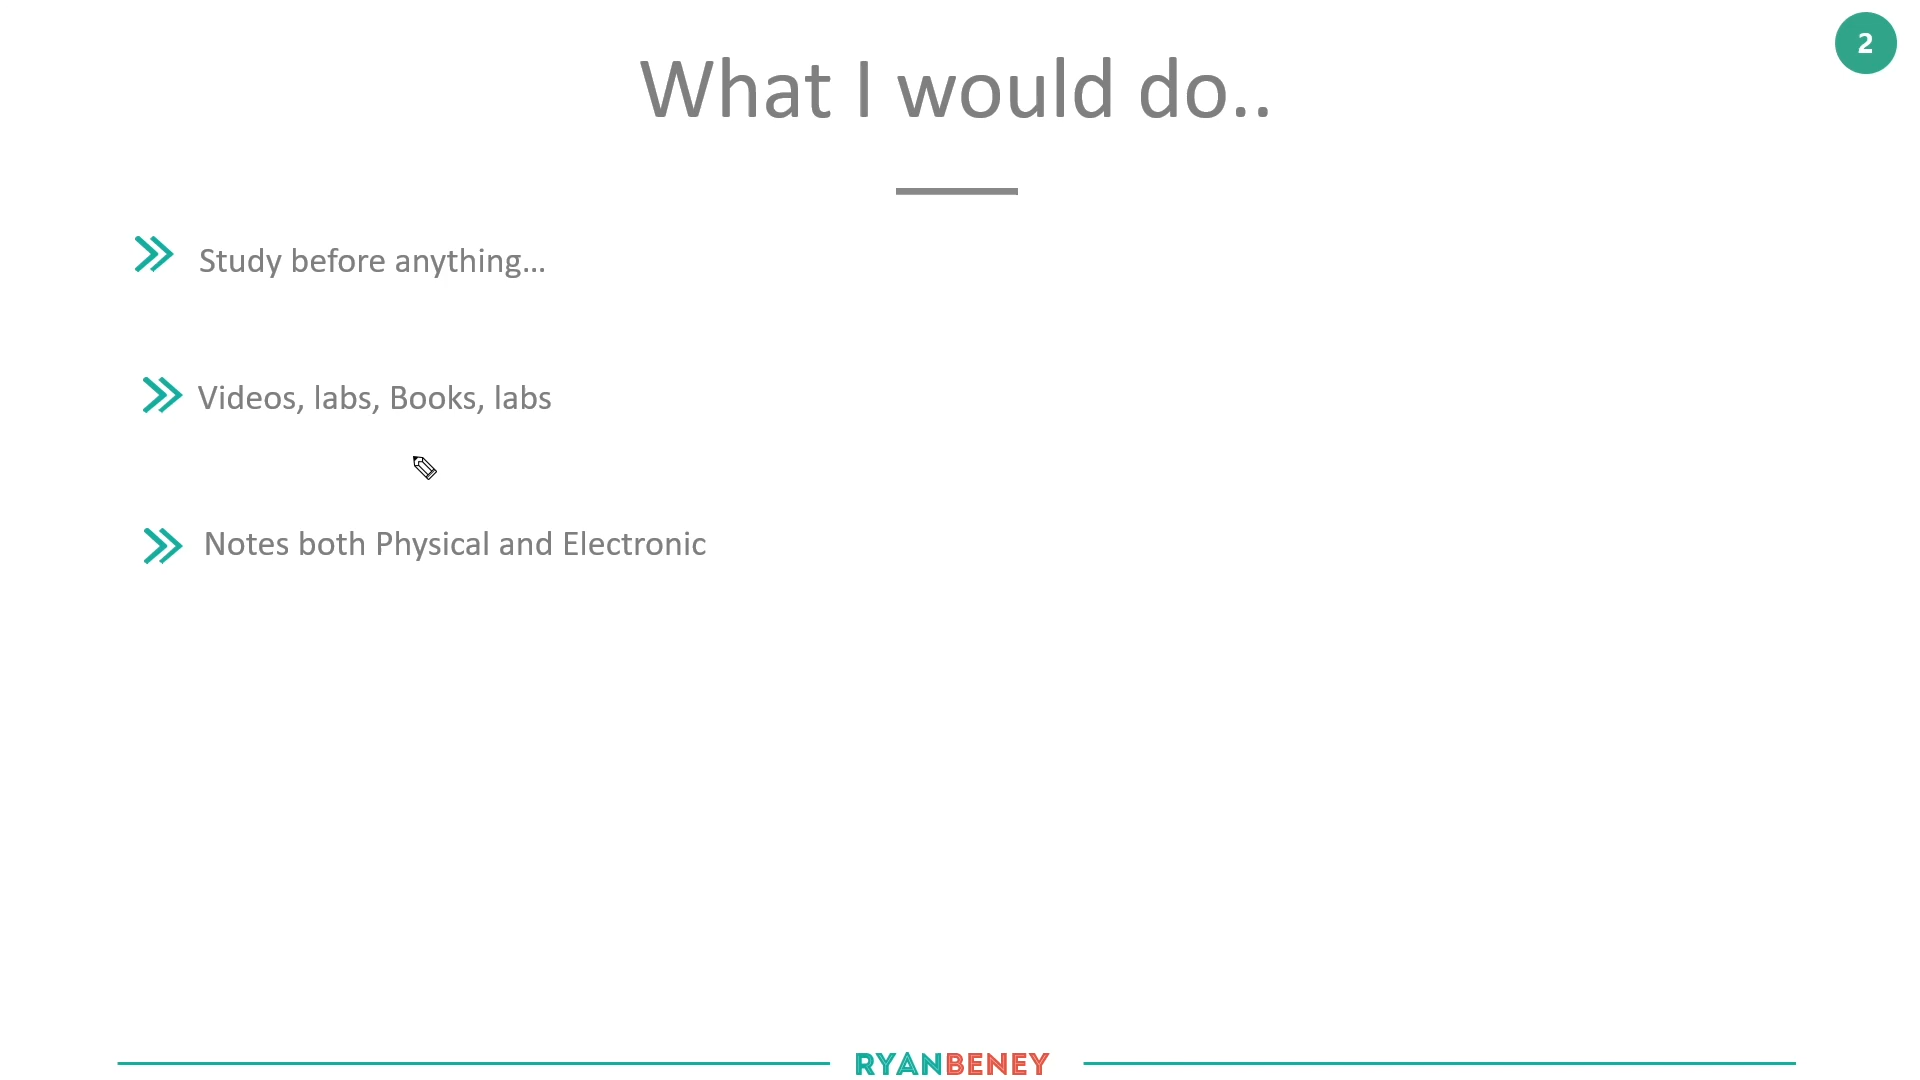 2
What I would do..
Study before anything...
Videos, labs, Books, labs
Notes both Physical and Electronic
RYANBENEY